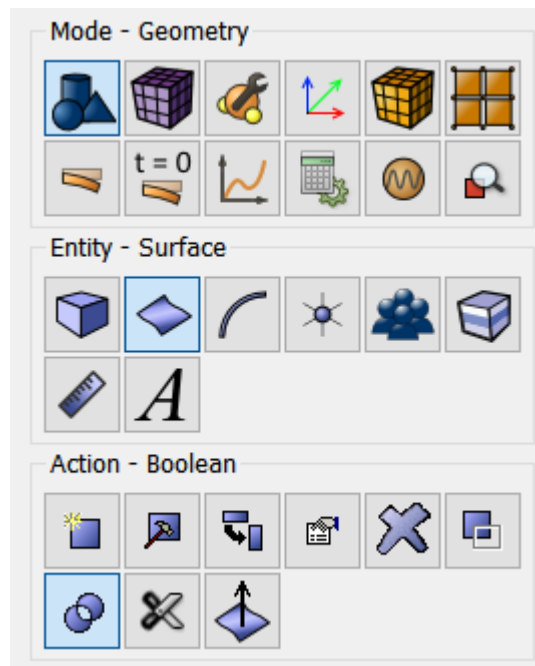 Mode - Geometry
t = 0
Entity - Surface
A
Action - Boolean